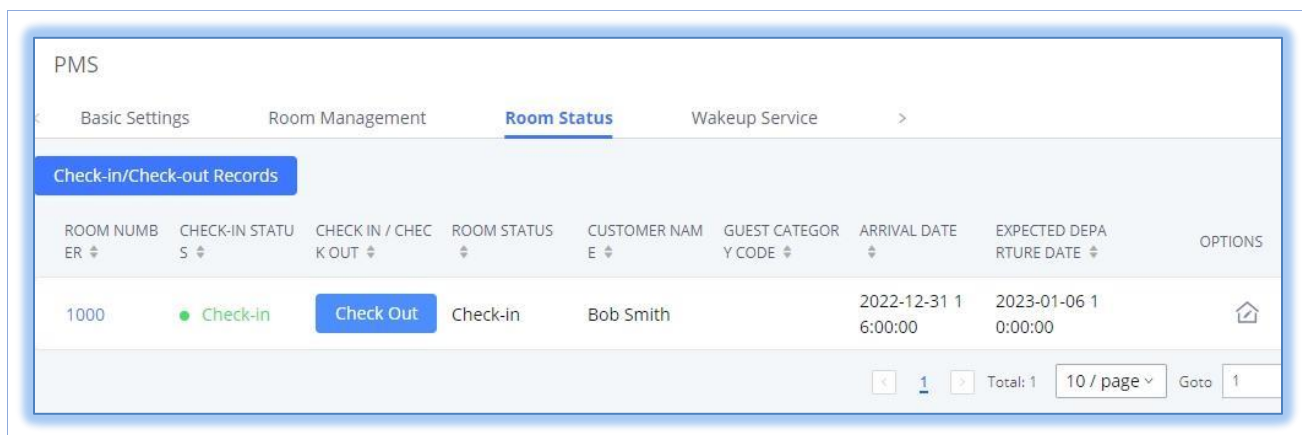 PMS
Basic Settings Room Management Room Status Wakeup Service
Check-in/Check-out Records
ROOM NUMB CHECK-IN STATU CHECK IN / CHEC ROOM STATUS CUSTOMER NAM GUEST CATEGOR ARRIVAL DATE EXPECTED DEPA OPTIONS
ER S K OUT E Y CODE RTURE DATE
1000 Check-in Check Out Check-in Bob Smith 2022-12-31 1 2023-01-06 1
6:00:00 0:00:00
1 Total: 1 10 / page Goto 1